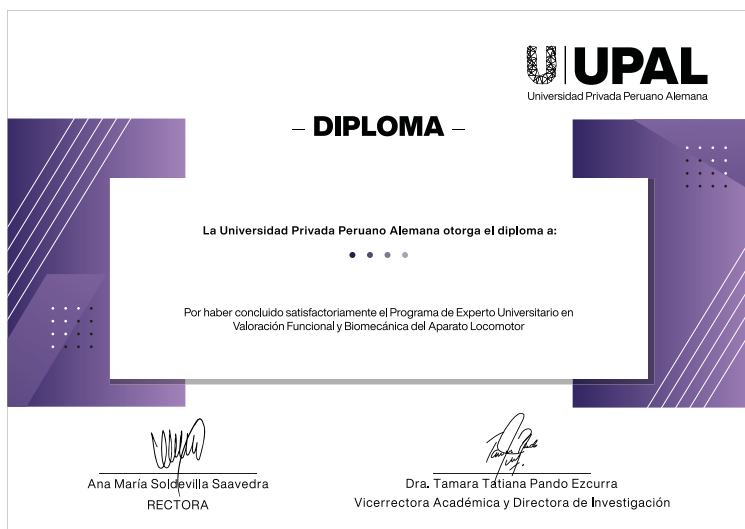 UPAL
Universidad Privada Peruano Alemana
– DIPLOMA –
La Universidad Privada Peruano Alemana otorga el diploma a:
Por haber concluido satisfactoriamente el Programa de Experto Universitario en
Valoración Funcional y Biomecánica del Aparato Locomotor
Ana María Soldevilla Saavedra
RECTORA
Dra. Tamara Tatiana Pando Ezcurra
Vicerrectora Académica y Directora de Investigación